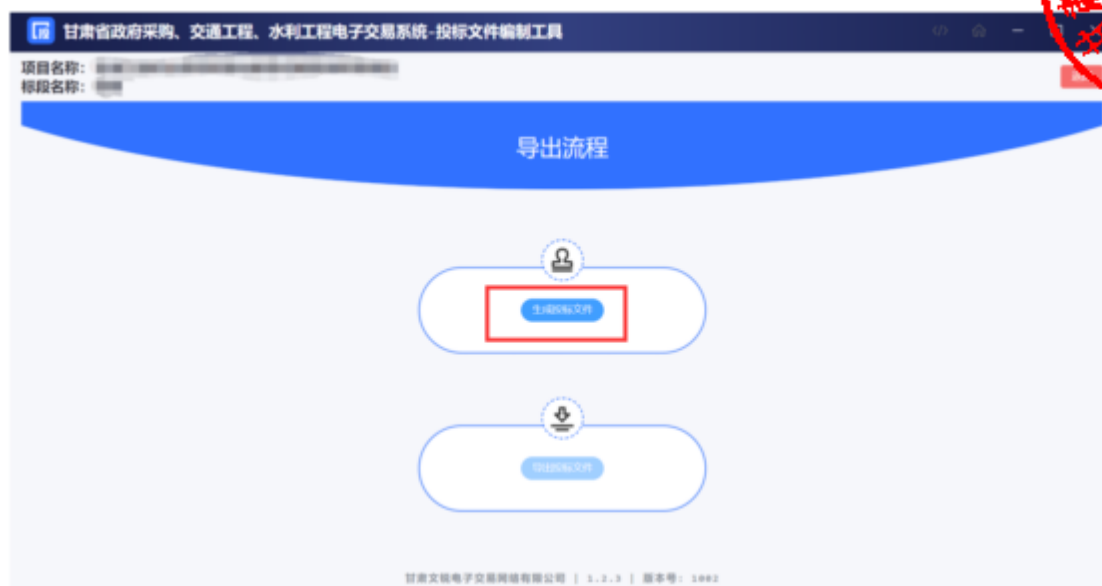 甘肃省政府采购、交通工程、水利工程电子交易系统-投标文件编制工具
项目名称：
标段名称：
导出流程
生成投标文件
导出投标文件
甘肃文锐电子交易网络有限公司 | 1.2.3 | 版本号: 1002